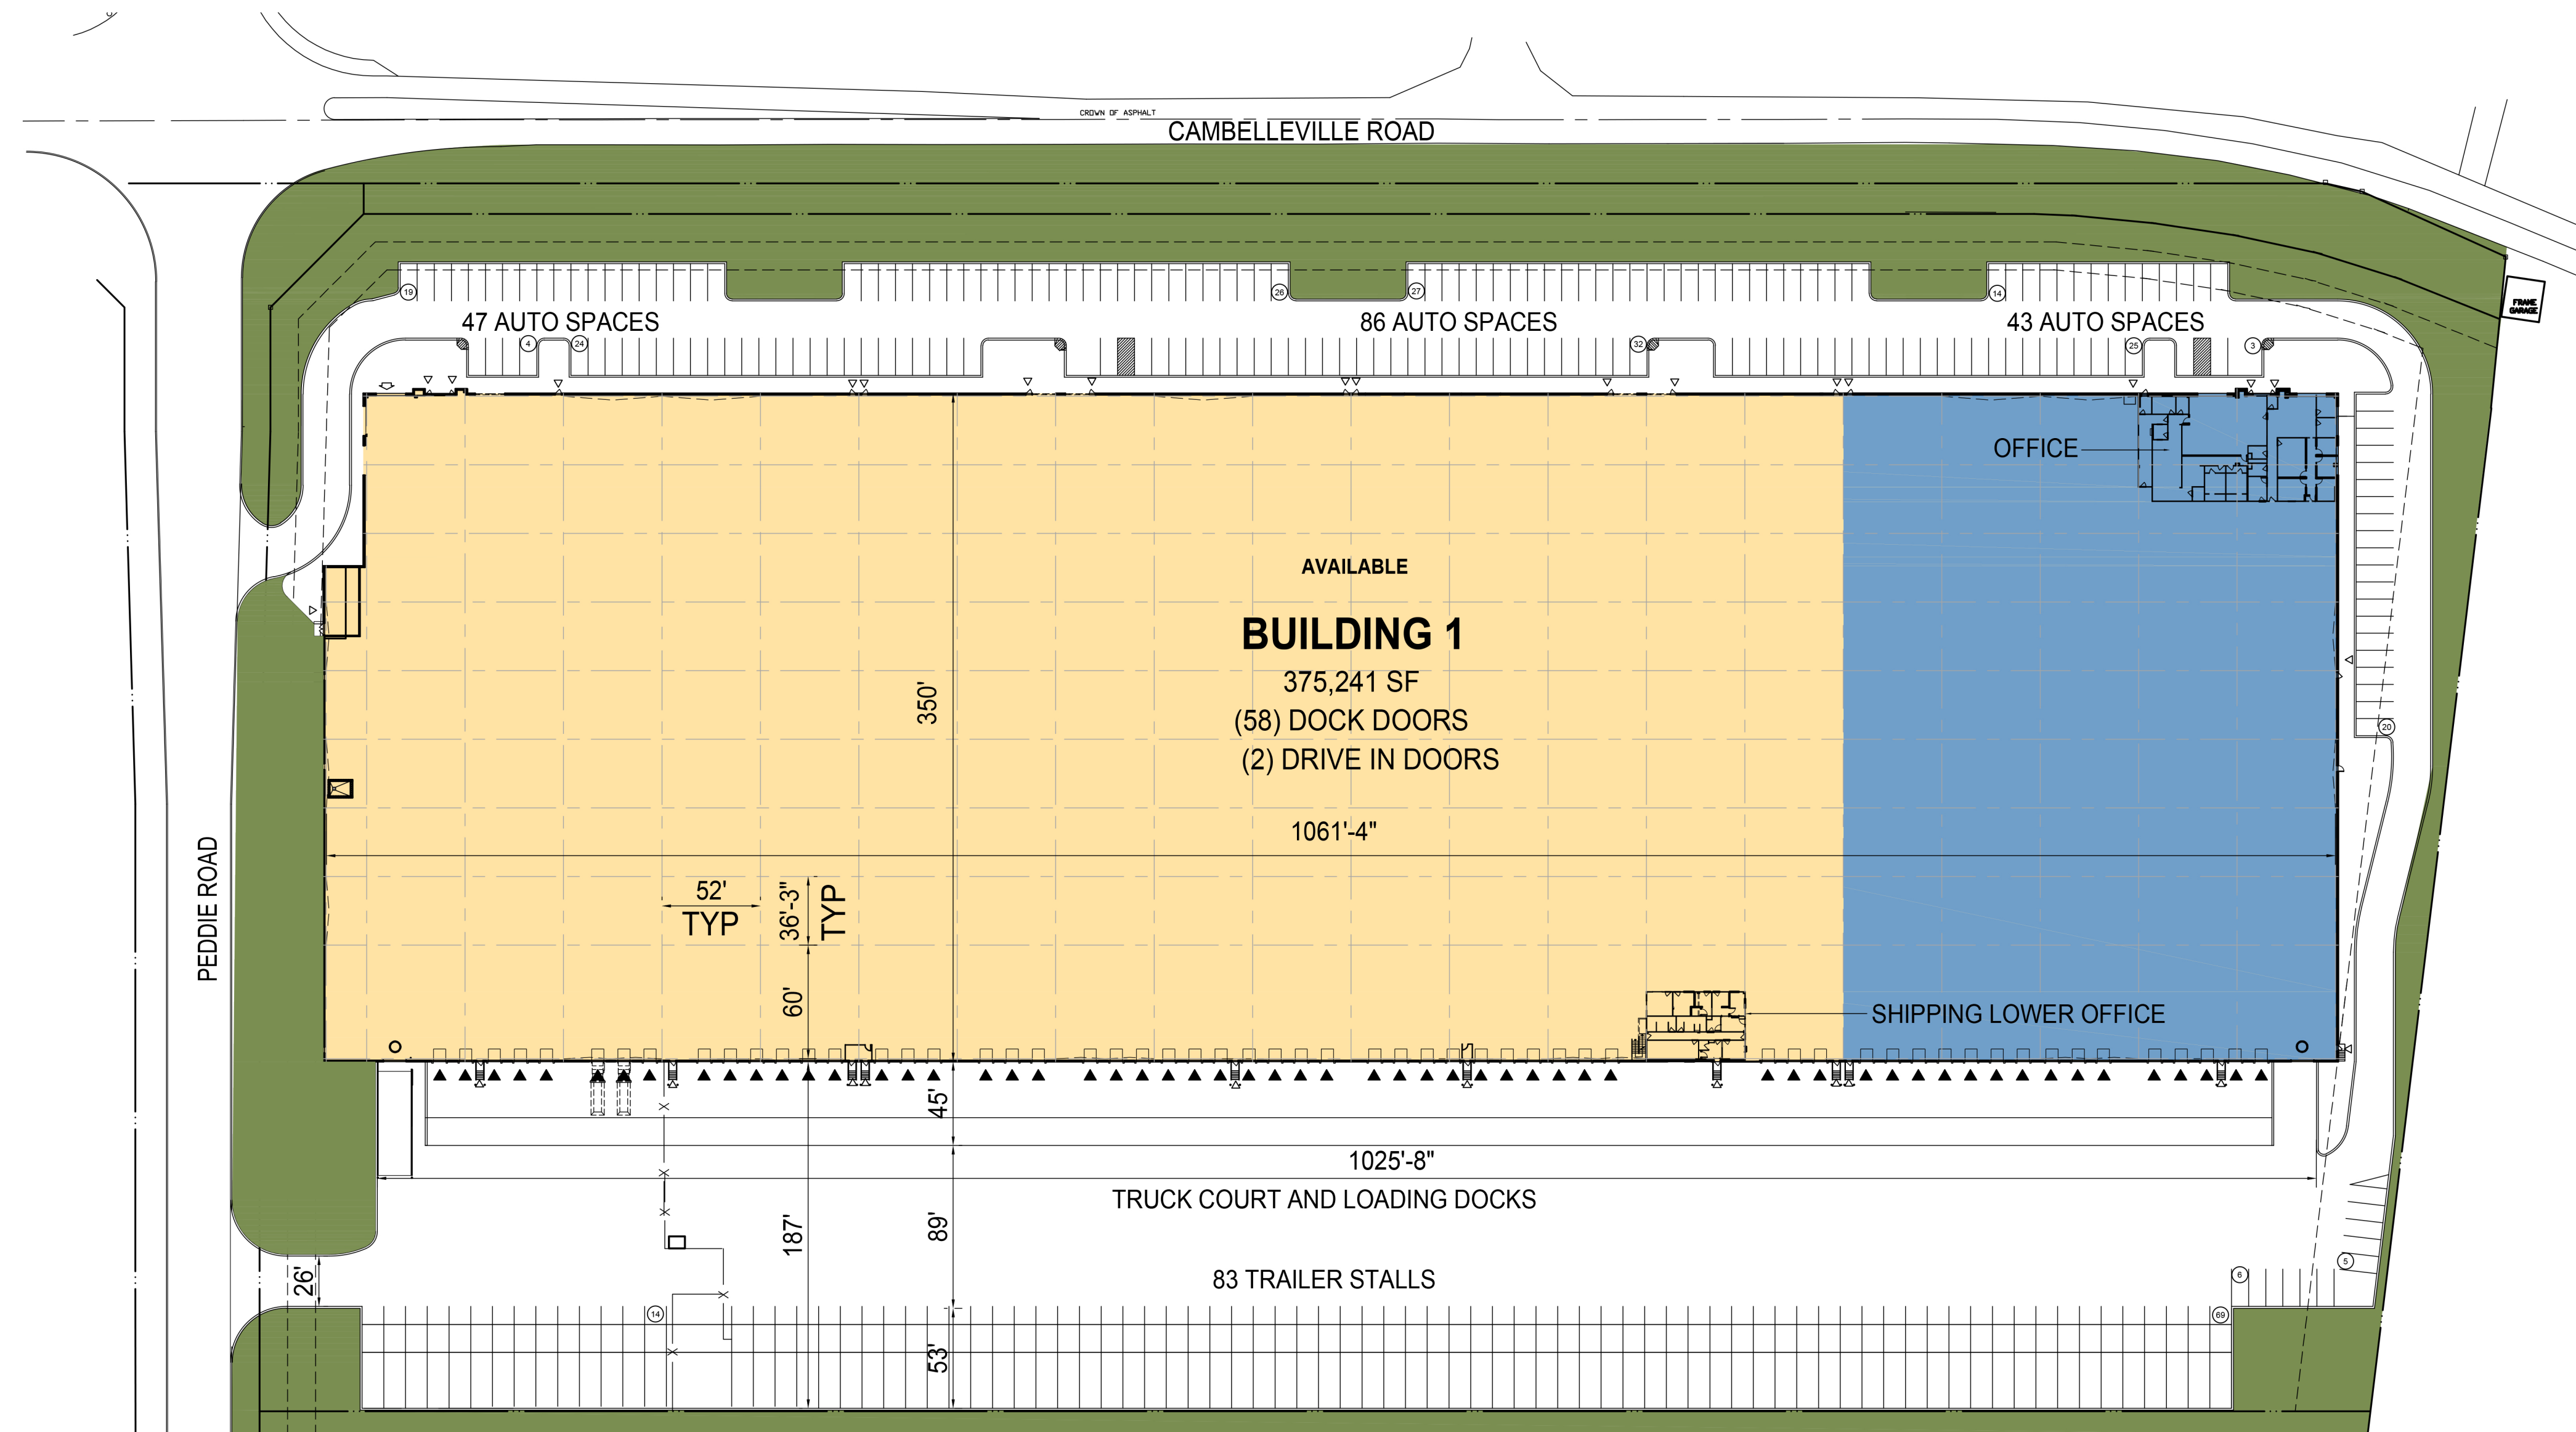 CROWN OF ASPHALT
CAMBELLEVILLE ROAD
FRAME
GARAGE
19
26
27
14
47 AUTO SPACES
86 AUTO SPACES
43 AUTO SPACES
4
24
32
25
3
OFFICE
AVAILABLE
BUILDING 1
375,241 SF
(58) DOCK DOORS
(2) DRIVE IN DOORS
350'
20
1061'-4"
PEDDIE ROAD
52'
TYP
36'-3"
TYP
60'
SHIPPING LOWER OFFICE
45'
1025'-8"
TRUCK COURT AND LOADING DOCKS
187'
89'
26'
83 TRAILER STALLS
5
6
14
69
53'